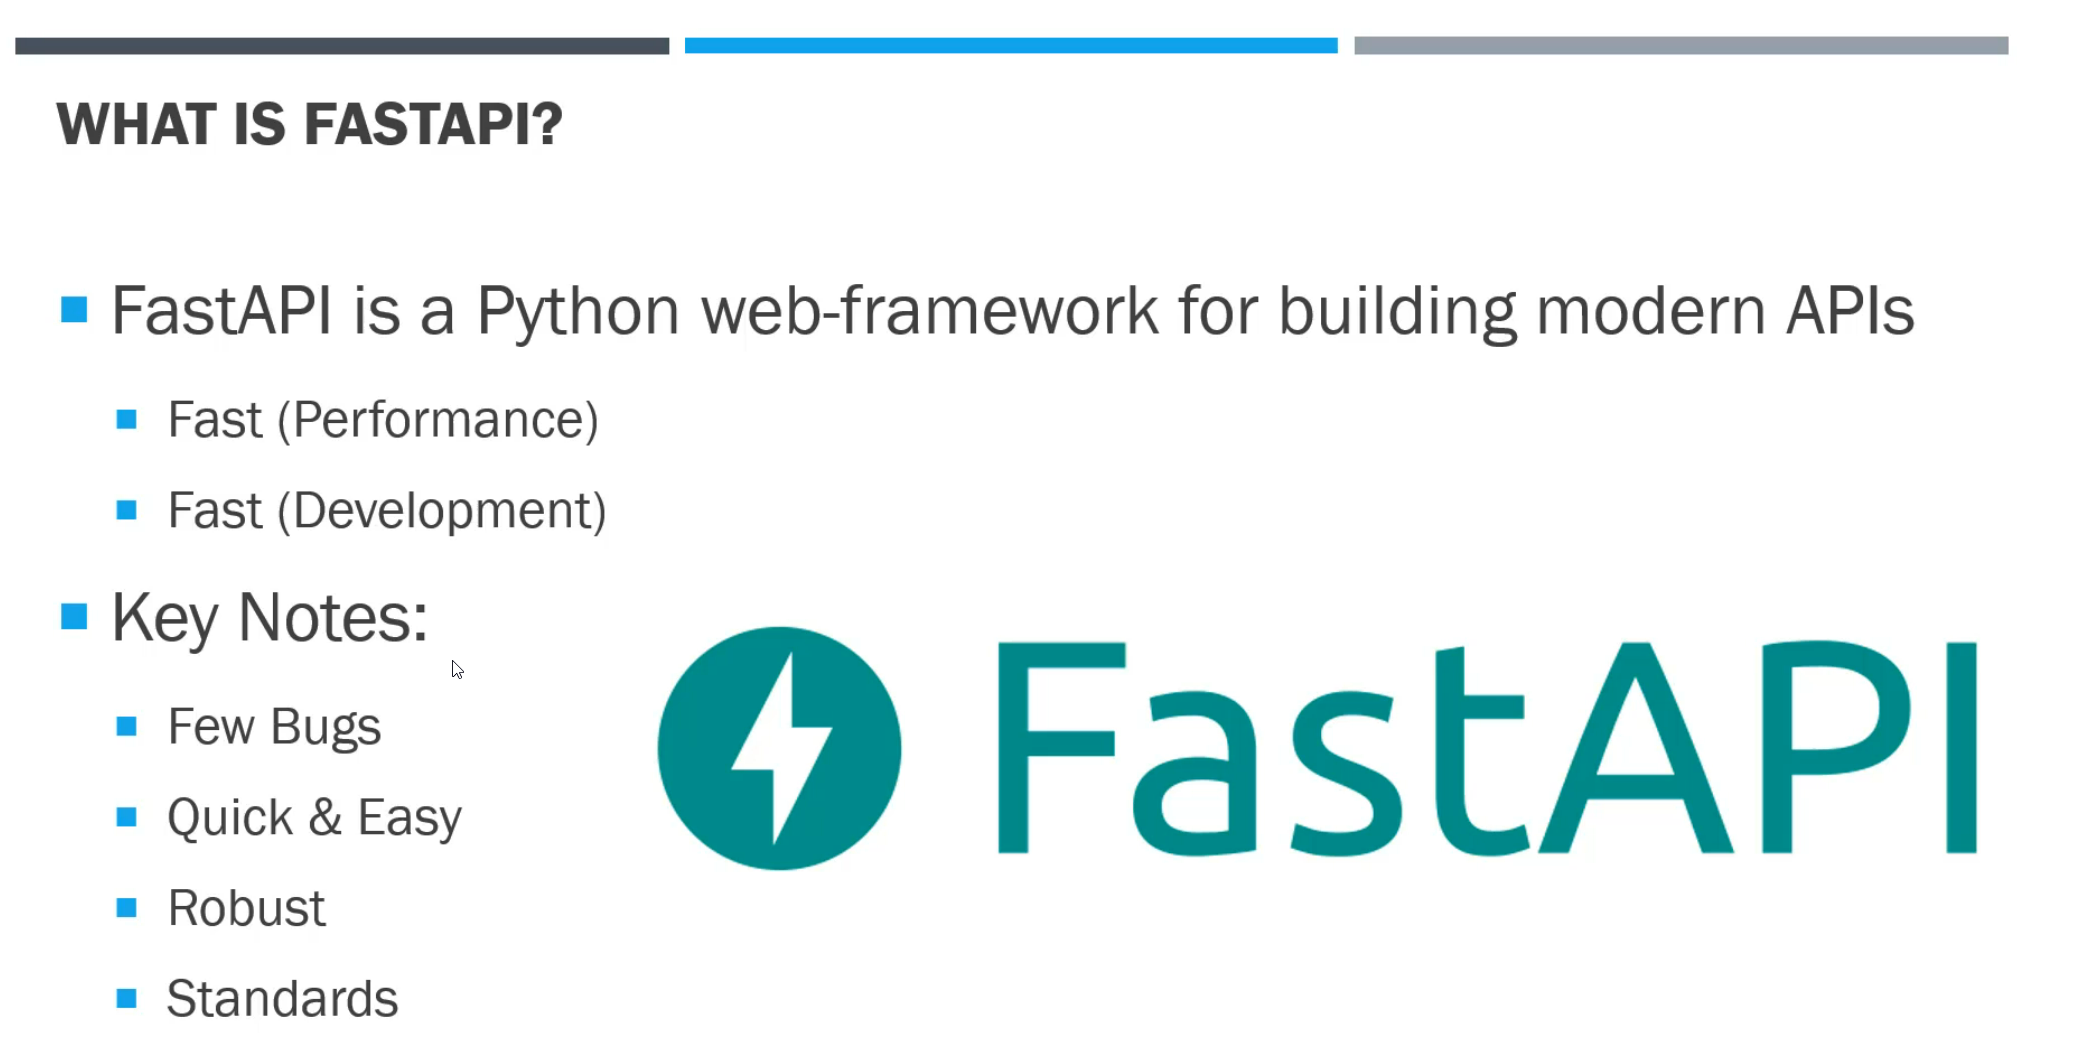 WHAT IS FASTAPI?
FastAPI is a Python web-framework for building modern APIs
Fast (Performance)
Fast (Development)
Key Notes:
Few Bugs
Quick & Easy
Robust
Standards
FastAPI